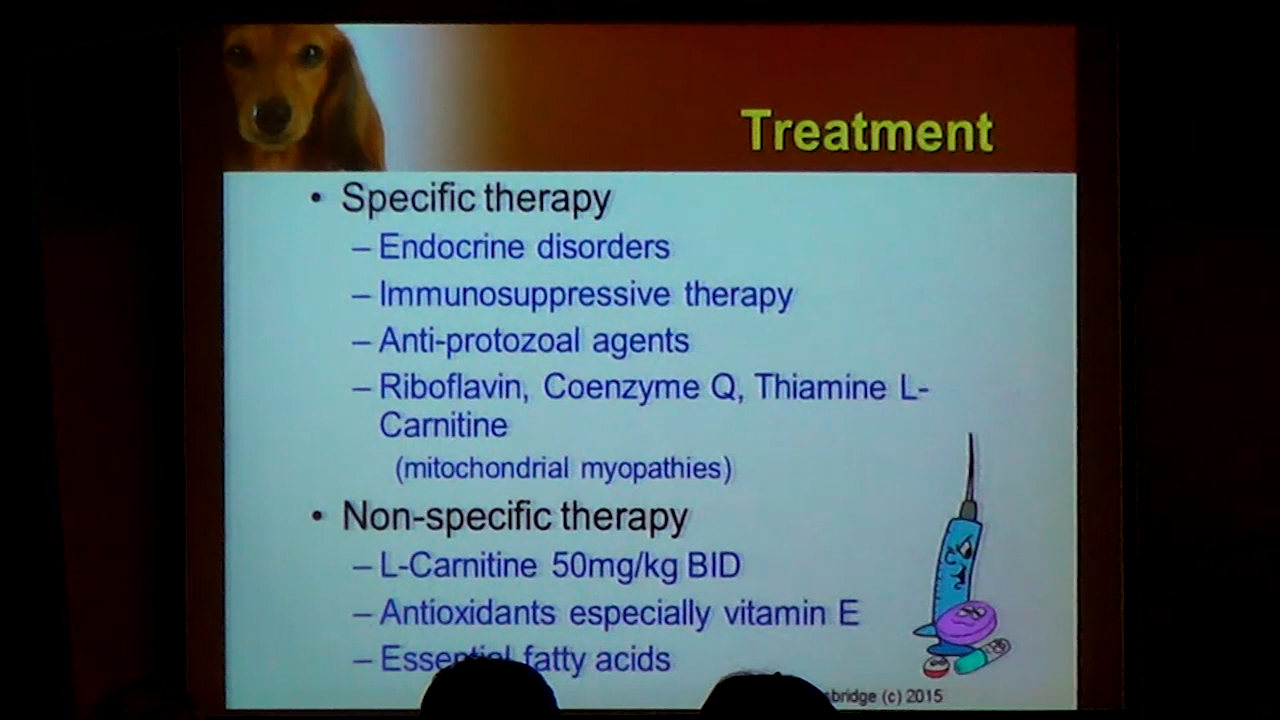 Treatment
• Specific therapy
– Endocrine disorders
– Immunosuppressive therapy
– Anti-protozoal agents
– Riboflavin, Coenzyme Q, Thiamine L-
Carnitine
(mitochondrial myopathies)
• Non-specific therapy
– L-Carnitine 50mg/kg BID
– Antioxidants especially vitamin E
– Essential fatty acids
(c) 2015